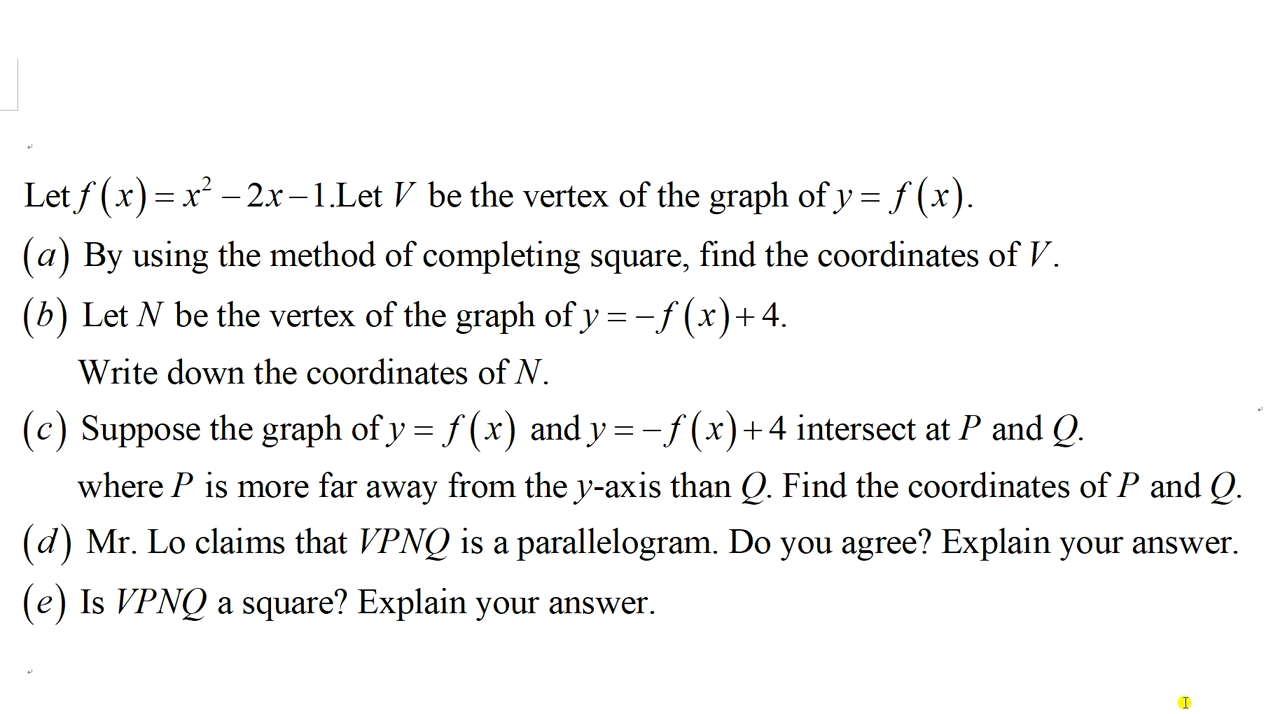 Let f(x) = x² – 2x – 1.Let V be the vertex of the graph of y = f(x).
(a) By using the method of completing square, find the coordinates of V.
(b) Let N be the vertex of the graph of y = –f(x) + 4.
Write down the coordinates of N.
(c) Suppose the graph of y = f(x) and y = –f(x) + 4 intersect at P and Q.
where P is more far away from the y-axis than Q. Find the coordinates of P and Q.
(d) Mr. Lo claims that VPNQ is a parallelogram. Do you agree? Explain your answer.
(e) Is VPNQ a square? Explain your answer.